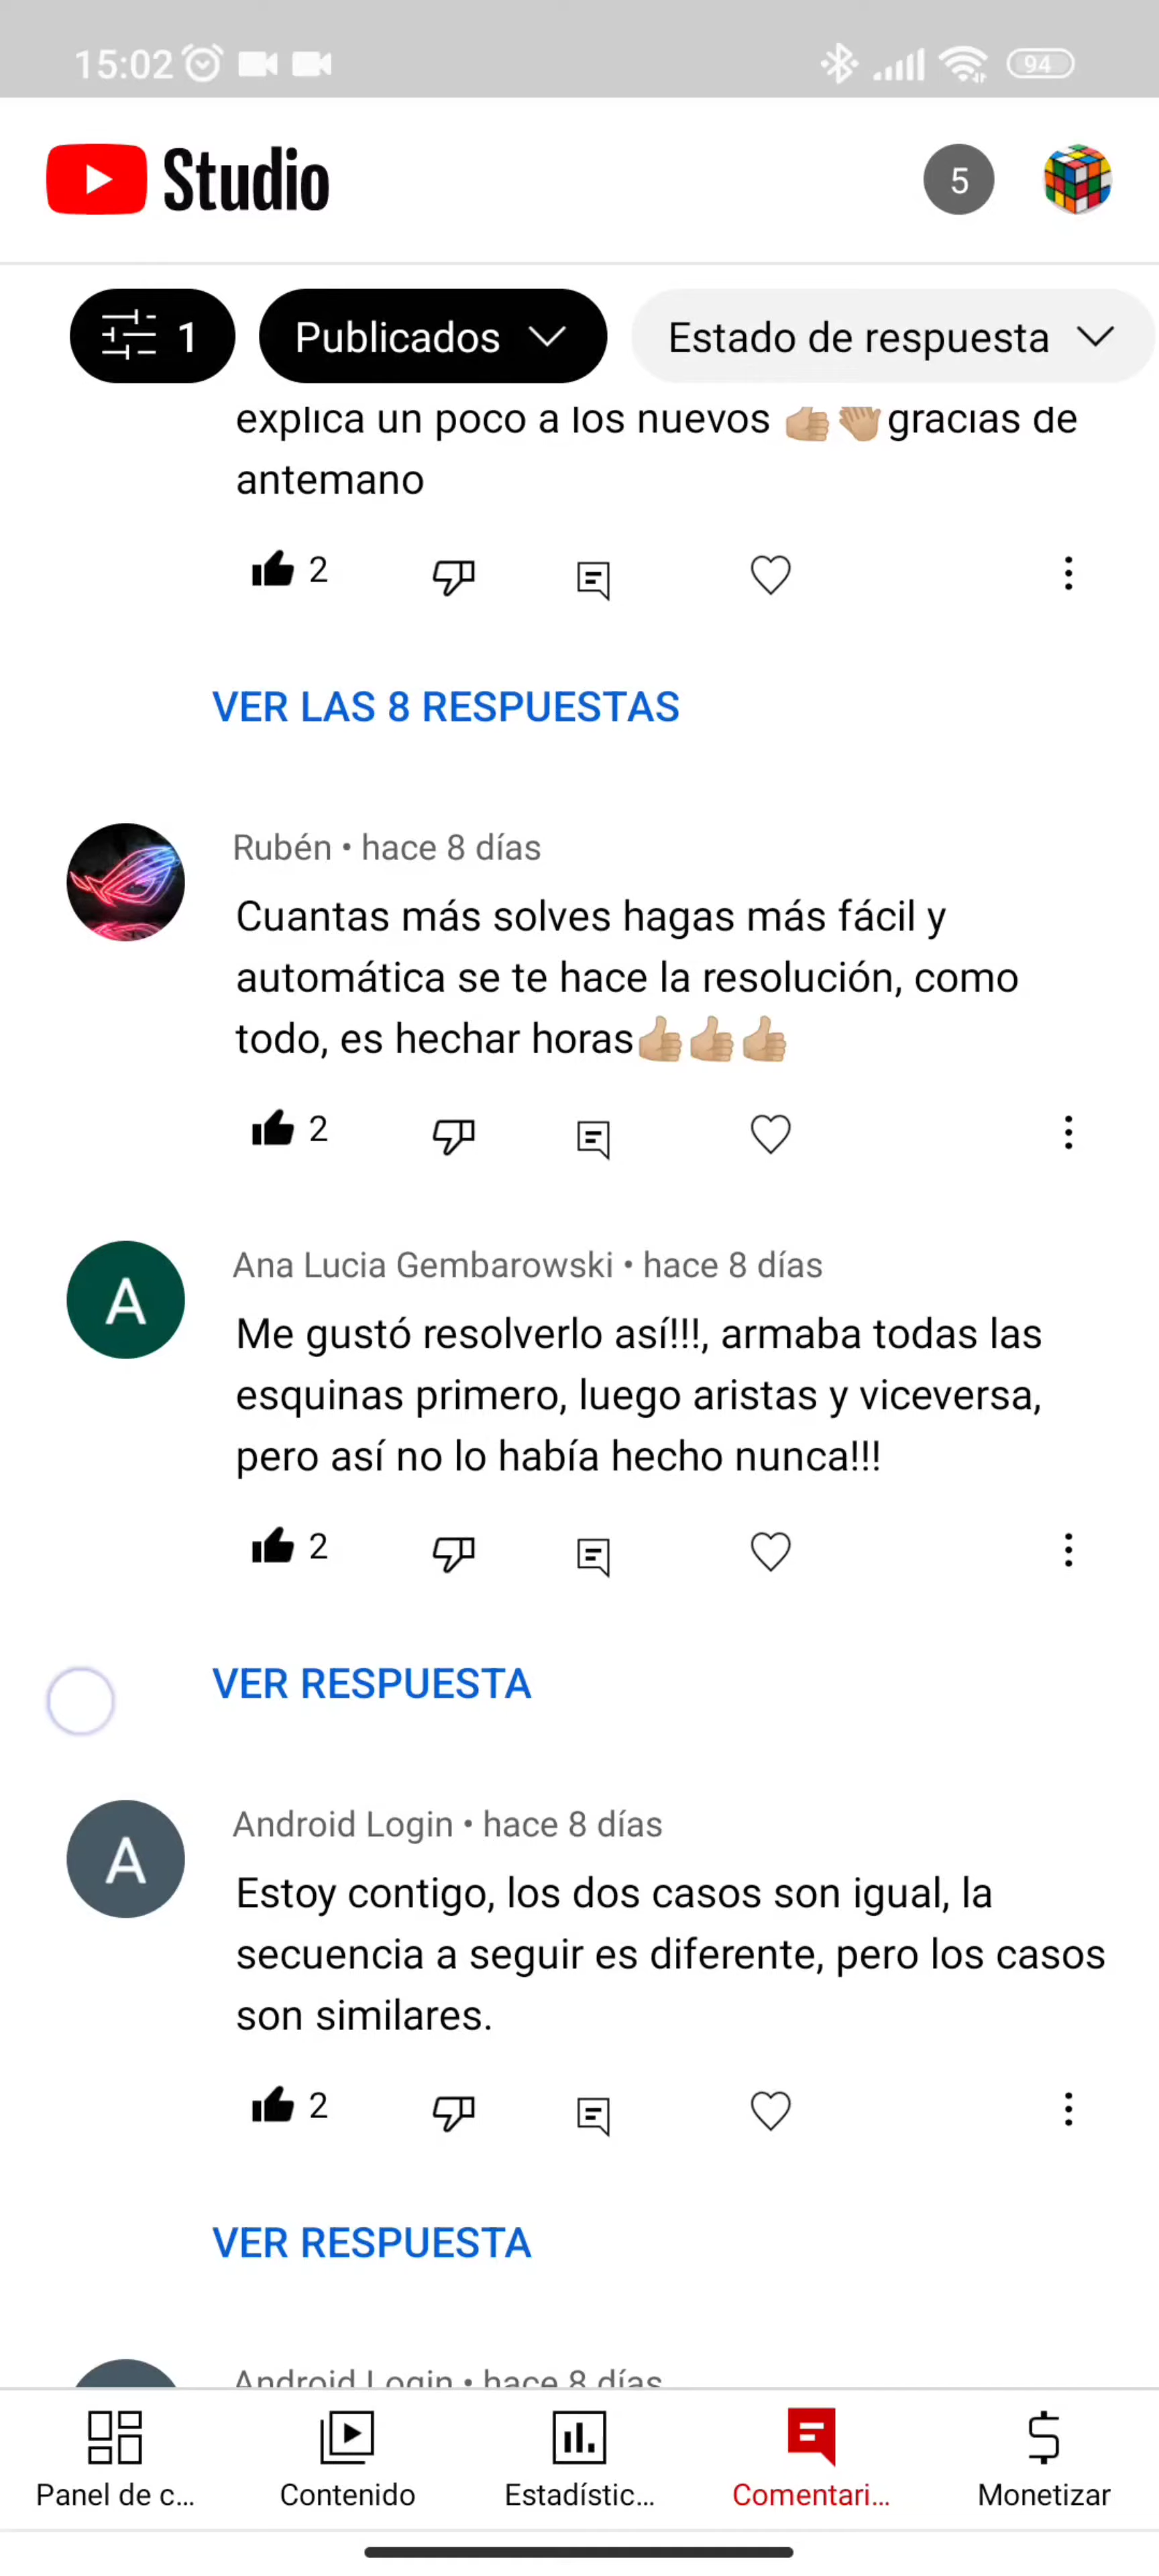 15:02
94
Studio
5
1
Publicados
Estado de respuesta
explica un poco a los nuevos 👍🏼👏🏼gracias de
antemano
2
VER LAS 8 RESPUESTAS
Rubén • hace 8 días
Cuantas más solves hagas más fácil y
automática se te hace la resolución, como
todo, es hechar horas👍🏼👍🏼👍🏼
2
Ana Lucia Gembarowski • hace 8 días
A
Me gustó resolverlo así!!!, armaba todas las
esquinas primero, luego aristas y viceversa,
pero así no lo había hecho nunca!!!
2
VER RESPUESTA
Android Login • hace 8 días
A
Estoy contigo, los dos casos son igual, la
secuencia a seguir es diferente, pero los casos
son similares.
2
VER RESPUESTA
Android Login • hace 8 días
Panel de c...
Contenido
Estadístic...
Comentari...
Monetizar